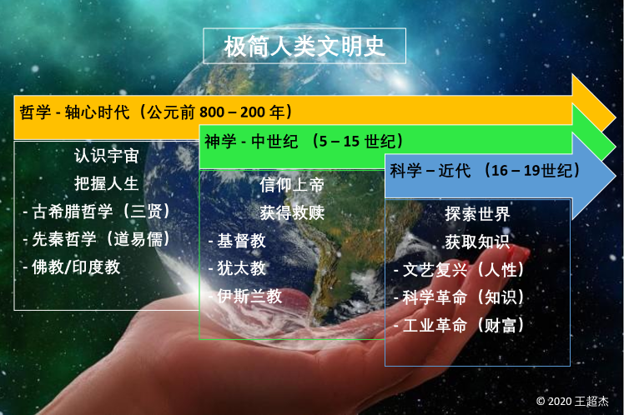 极简人类文明史
哲学 - 轴心时代（公元前 800 – 200 年）
认识宇宙
把握人生
- 古希腊哲学（三贤）
- 先秦哲学（道易儒）
- 佛教/印度教
神学 - 中世纪 （5 – 15 世纪）
信仰上帝
获得救赎
- 基督教
- 犹太教
- 伊斯兰教
科学 – 近代 （16 – 19世纪）
探索世界
获取知识
- 文艺复兴（人性）
- 科学革命（知识）
- 工业革命（财富）
© 2020 王超杰